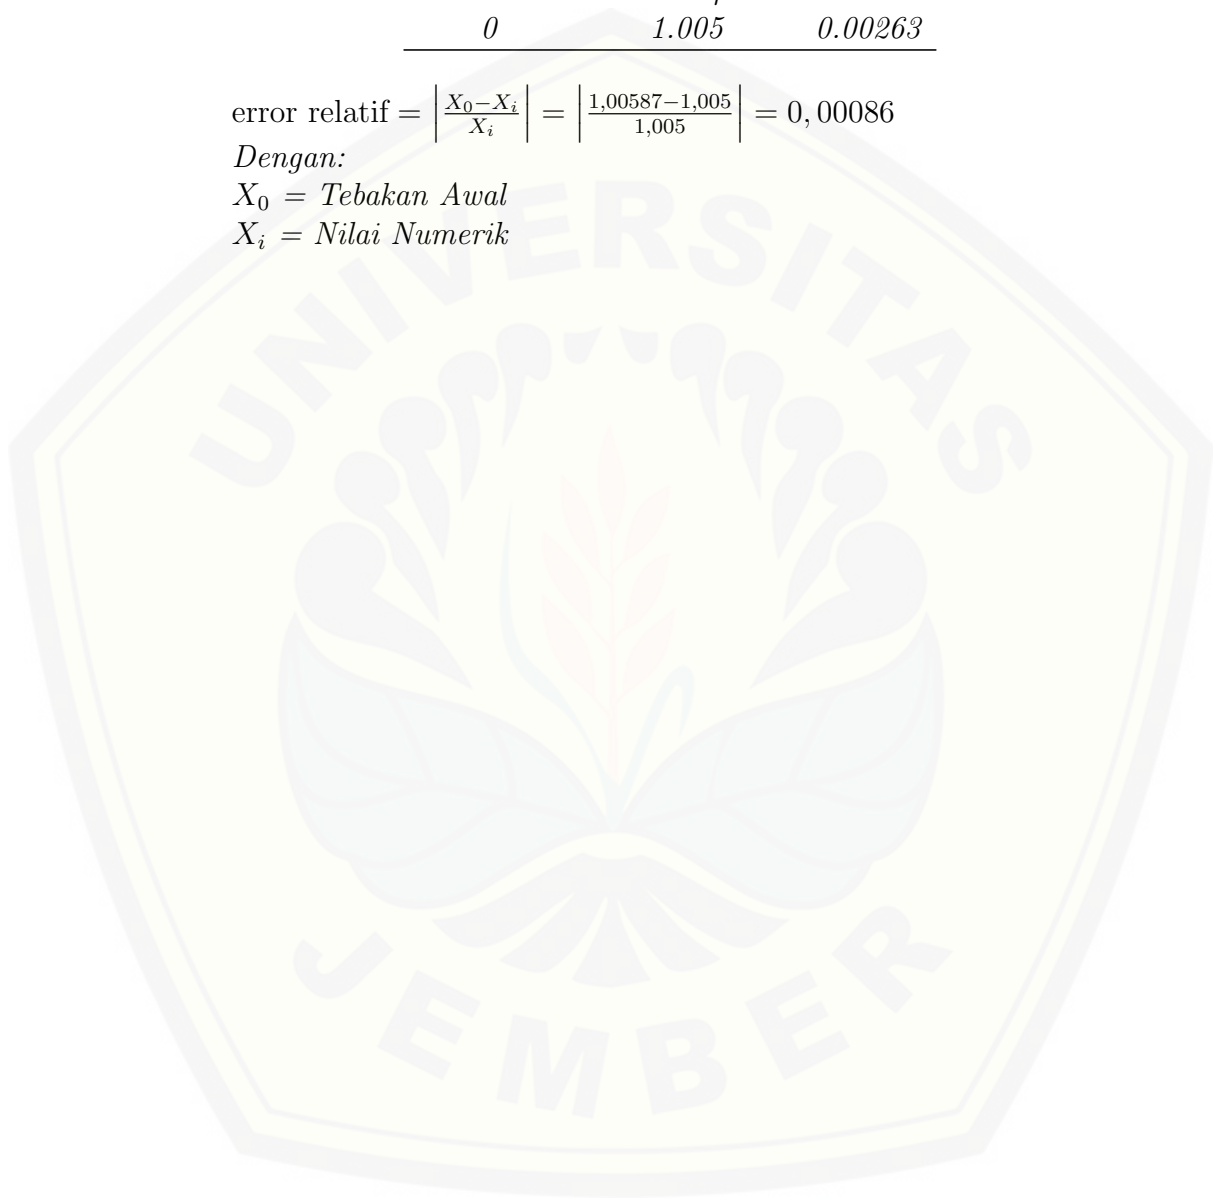 0 1.005 0.00263
error relatif = |X₀−Xᵢ / Xᵢ| = |1,00587−1,005 / 1,005| = 0,00086
Dengan:
X₀ = Tebakan Awal
Xᵢ = Nilai Numerik
UNIVERSITAS
JEMBER